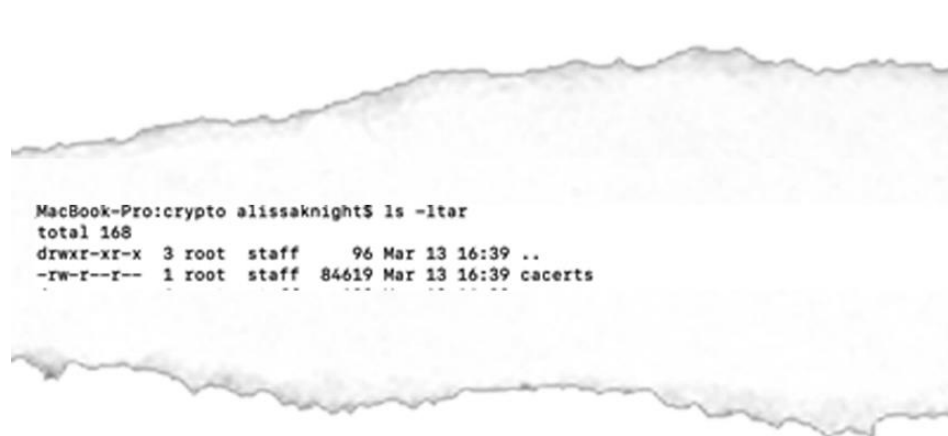 MacBook-Pro:crypto alissaknight$ ls -ltar
total 168
drwxr-xr-x 3 root staff 96 Mar 13 16:39 ..
-rw-r--r-- 1 root staff 84619 Mar 13 16:39 cacerts